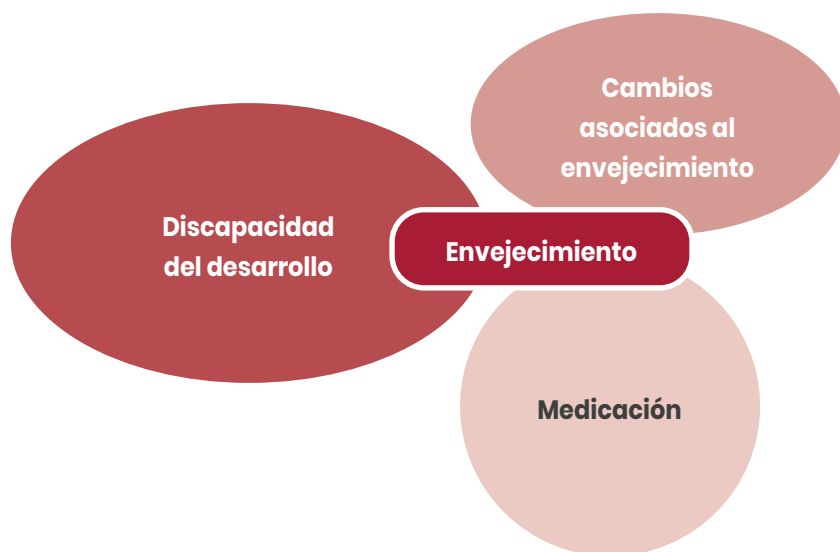 Cambios
asociados al
envejecimiento
Discapacidad
del desarrollo
Envejecimiento
Medicación